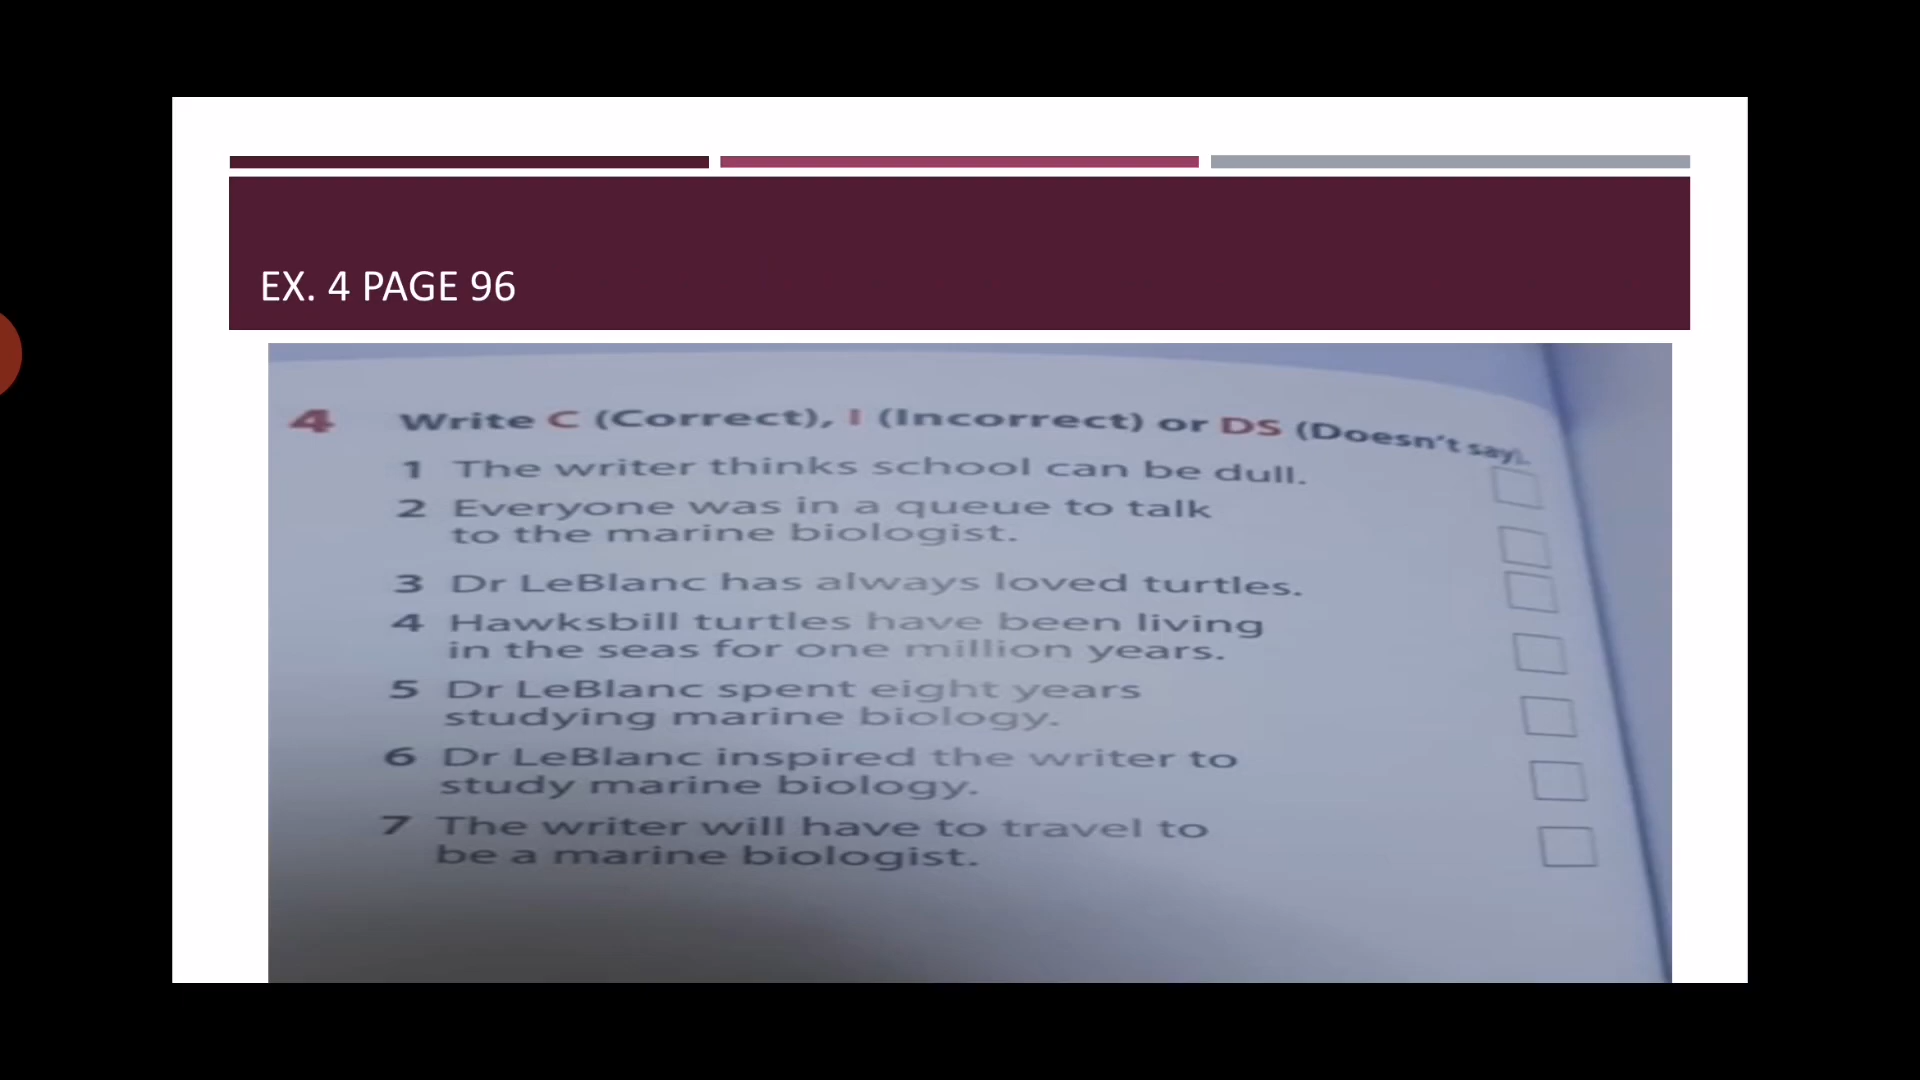 EX. 4 PAGE 96
4 Write C (Correct), I (Incorrect) or DS (Doesn't say).
1 The writer thinks school can be dull.
2 Everyone was in a queue to talk
to the marine biologist.
3 Dr LeBlanc has always loved turtles.
4 Hawksbill turtles have been living
in the seas for one million years.
5 Dr LeBlanc spent eight years
studying marine biology.
6 Dr LeBlanc inspired the writer to
study marine biology.
7 The writer will have to travel to
be a marine biologist.